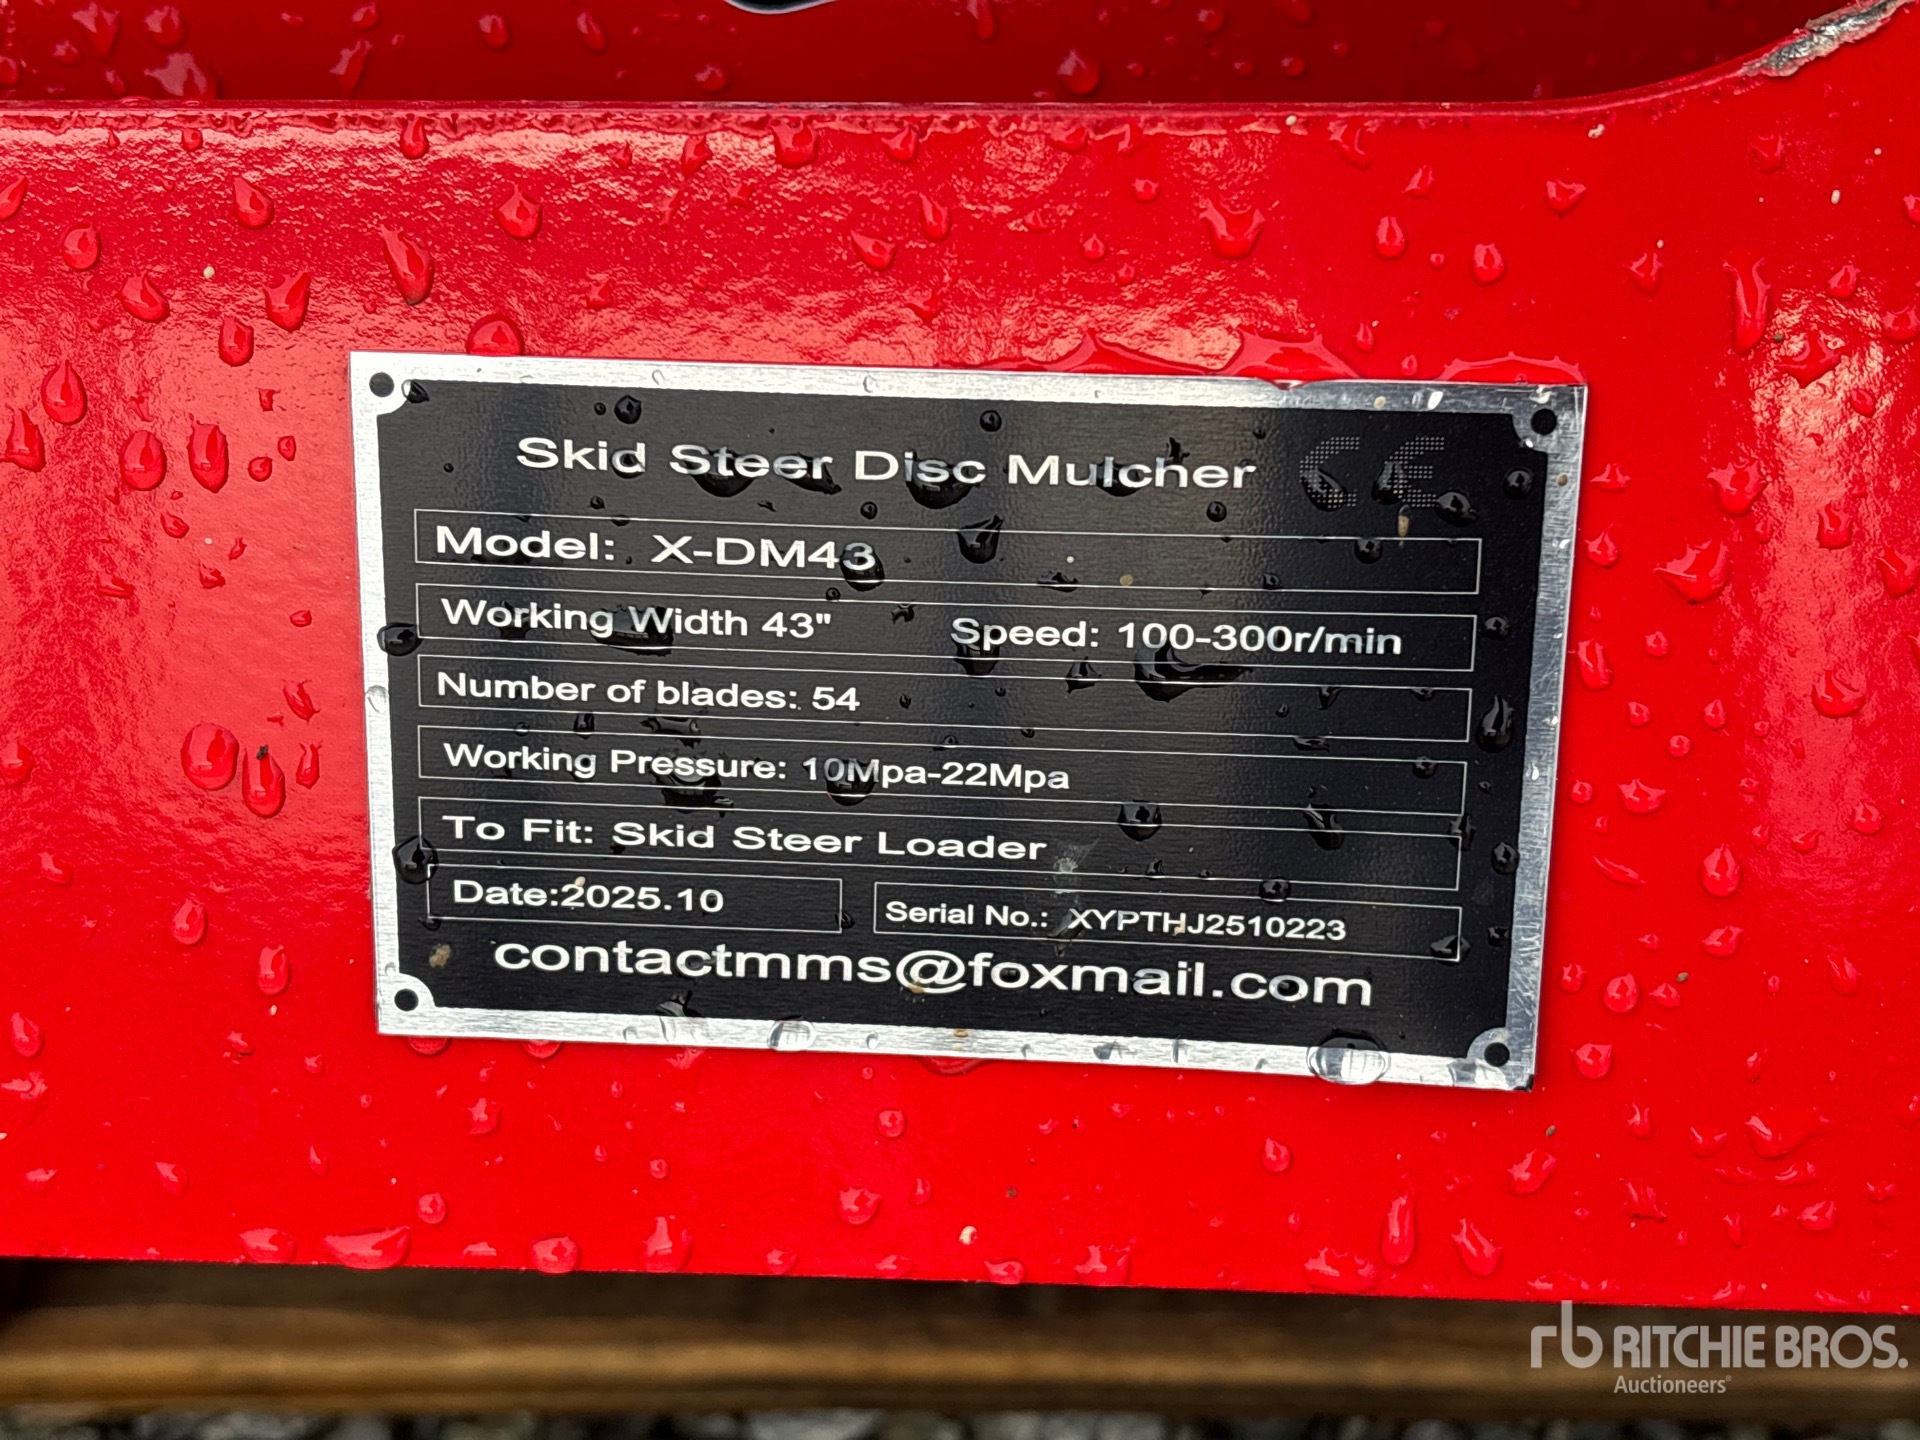 Skid Steer Disc Mulcher CE
Model: X-DM43
Working Width 43" Speed: 100-300r/min
Number of blades: 54
Working Pressure: 10Mpa-22Mpa
To Fit: Skid Steer Loader
Date:2025.10 Serial No.: XYPTHJ2510223
contactmms@foxmail.com
rb RITCHIE BROS.
Auctioneers®